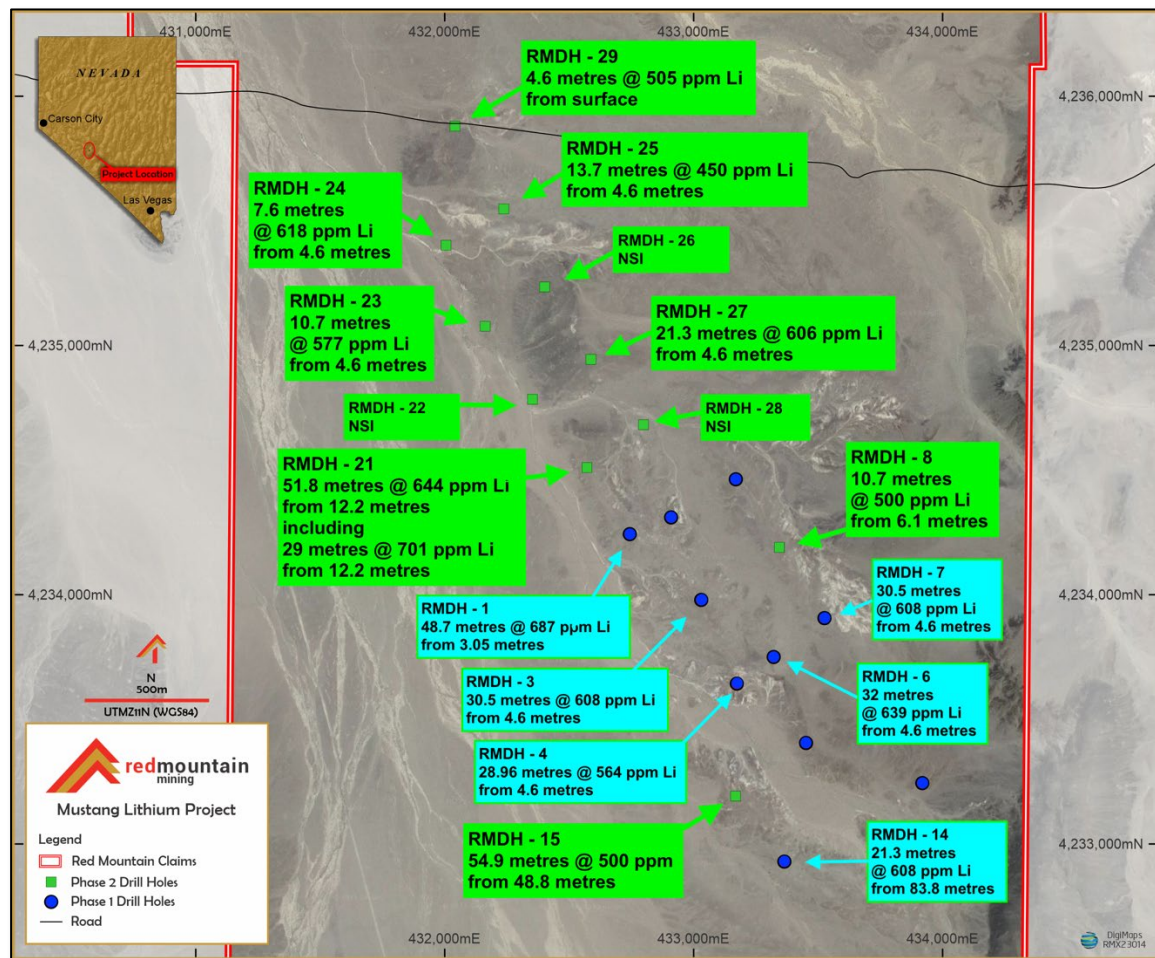 431,000mE
432,000mE
433,000mE
434,000mE
NEVADA
Carson City
Project Location
Las Vegas
4,236,000mN
4,235,000mN
4,235,000mN
4,234,000mN
4,234,000mN
4,233,000mN
RMDH - 29
4.6 metres @ 505 ppm Li
from surface
RMDH - 25
13.7 metres @ 450 ppm Li
from 4.6 metres
RMDH - 24
7.6 metres
@ 618 ppm Li
from 4.6 metres
RMDH - 26
NSI
RMDH - 23
10.7 metres
@ 577 ppm Li
from 4.6 metres
RMDH - 27
21.3 metres @ 606 ppm Li
from 4.6 metres
RMDH - 22
NSI
RMDH - 28
NSI
RMDH - 21
51.8 metres @ 644 ppm Li
from 12.2 metres
including
29 metres @ 701 ppm Li
from 12.2 metres
RMDH - 8
10.7 metres
@ 500 ppm Li
from 6.1 metres
RMDH - 7
30.5 metres
@ 608 ppm Li
from 4.6 metres
RMDH - 1
48.7 metres @ 687 ppm Li
from 3.05 metres
RMDH - 3
30.5 metres @ 608 ppm Li
from 4.6 metres
RMDH - 6
32 metres
@ 639 ppm Li
from 4.6 metres
RMDH - 4
28.96 metres @ 564 ppm Li
from 4.6 metres
RMDH - 15
54.9 metres @ 500 ppm
from 48.8 metres
RMDH - 14
21.3 metres
@ 608 ppm Li
from 83.8 metres
N
500m
UTMZ11N (WGS84)
redmountain
mining
Mustang Lithium Project
Legend
Red Mountain Claims
Phase 2 Drill Holes
Phase 1 Drill Holes
Road
432,000mE
433,000mE
434,000mE
DigiMaps
RMX23014